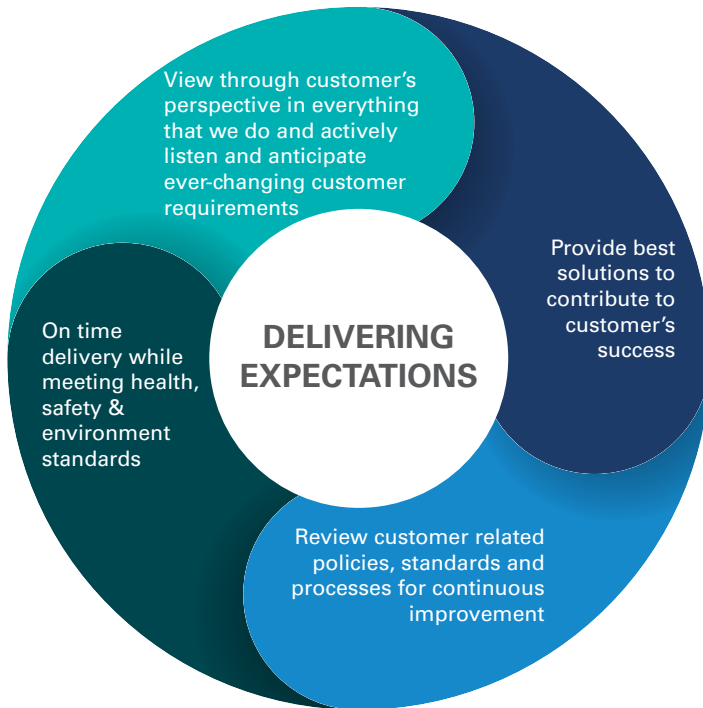 View through customer’s
perspective in everything
that we do and actively
listen and anticipate
ever-changing customer
requirements
Provide best
solutions to
contribute to
customer’s
success
DELIVERING
EXPECTATIONS
On time
delivery while
meeting health,
safety &
environment
standards
Review customer related
policies, standards and
processes for continuous
improvement